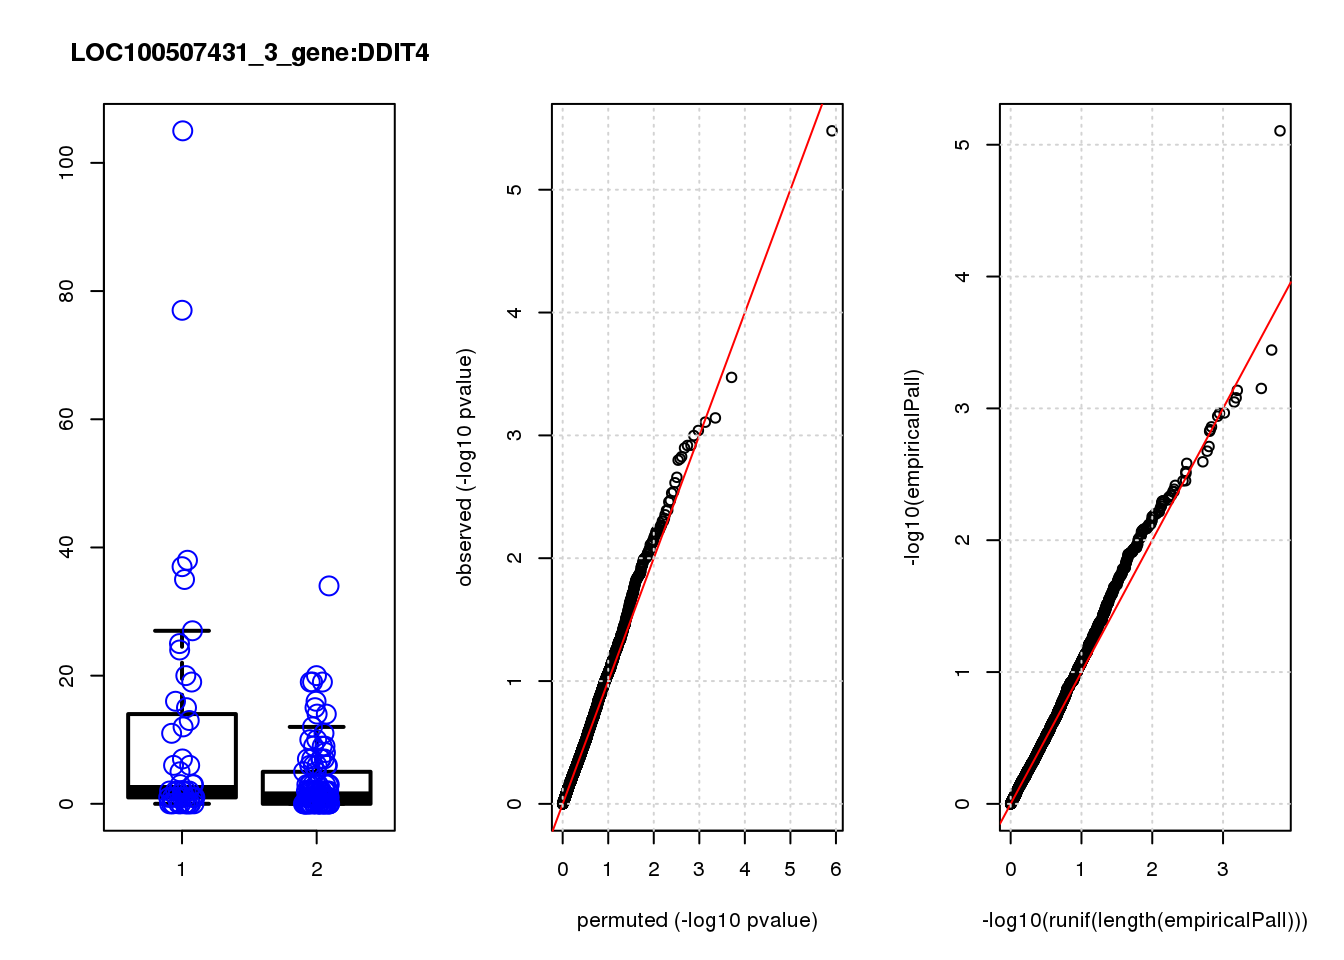 LOC100507431_3_gene:DDIT4
100
80
60
40
20
0
1 2
observed (-log10 pvalue)
5
4
3
2
1
0
0 1 2 3 4 5 6
permuted (-log10 pvalue)
-log10(empiricalPall)
5
4
3
2
1
0
0 1 2 3
-log10(runif(length(empiricalPall)))